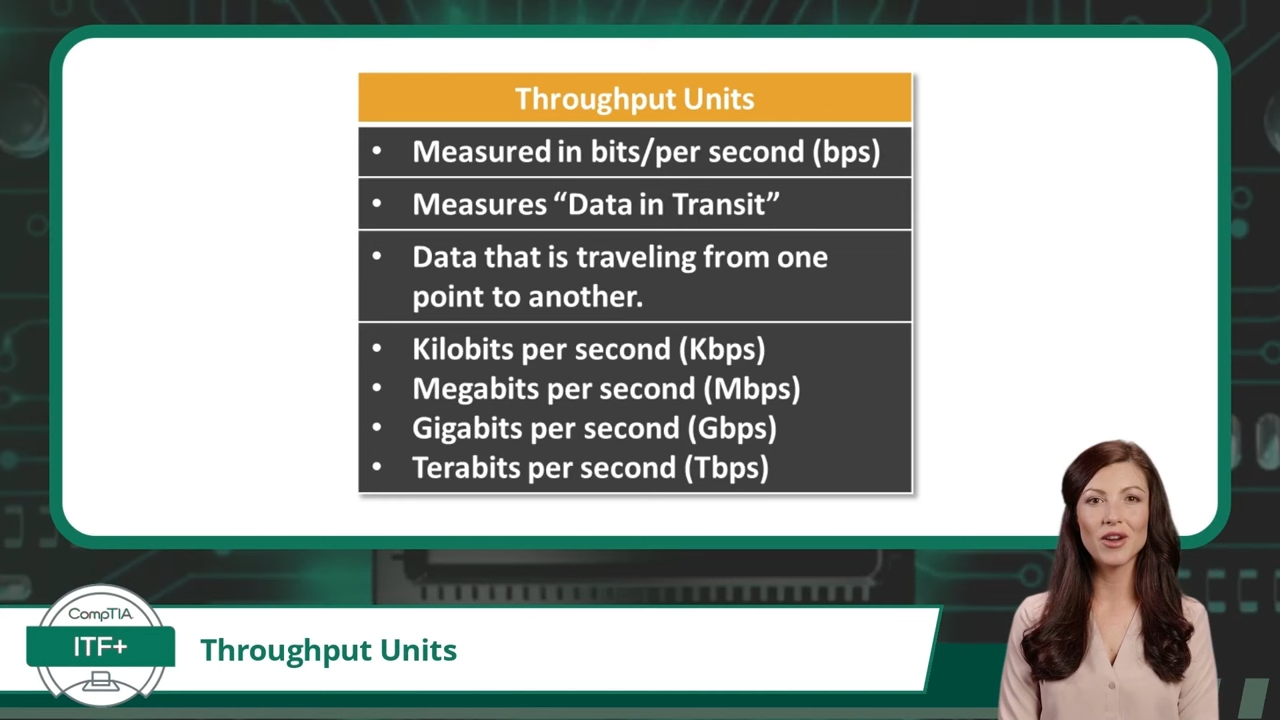 Throughput Units
• Measured in bits/per second (bps)
• Measures “Data in Transit”
• Data that is traveling from one
point to another.
• Kilobits per second (Kbps)
• Megabits per second (Mbps)
• Gigabits per second (Gbps)
• Terabits per second (Tbps)
CompTIA.
ITF+
Throughput Units